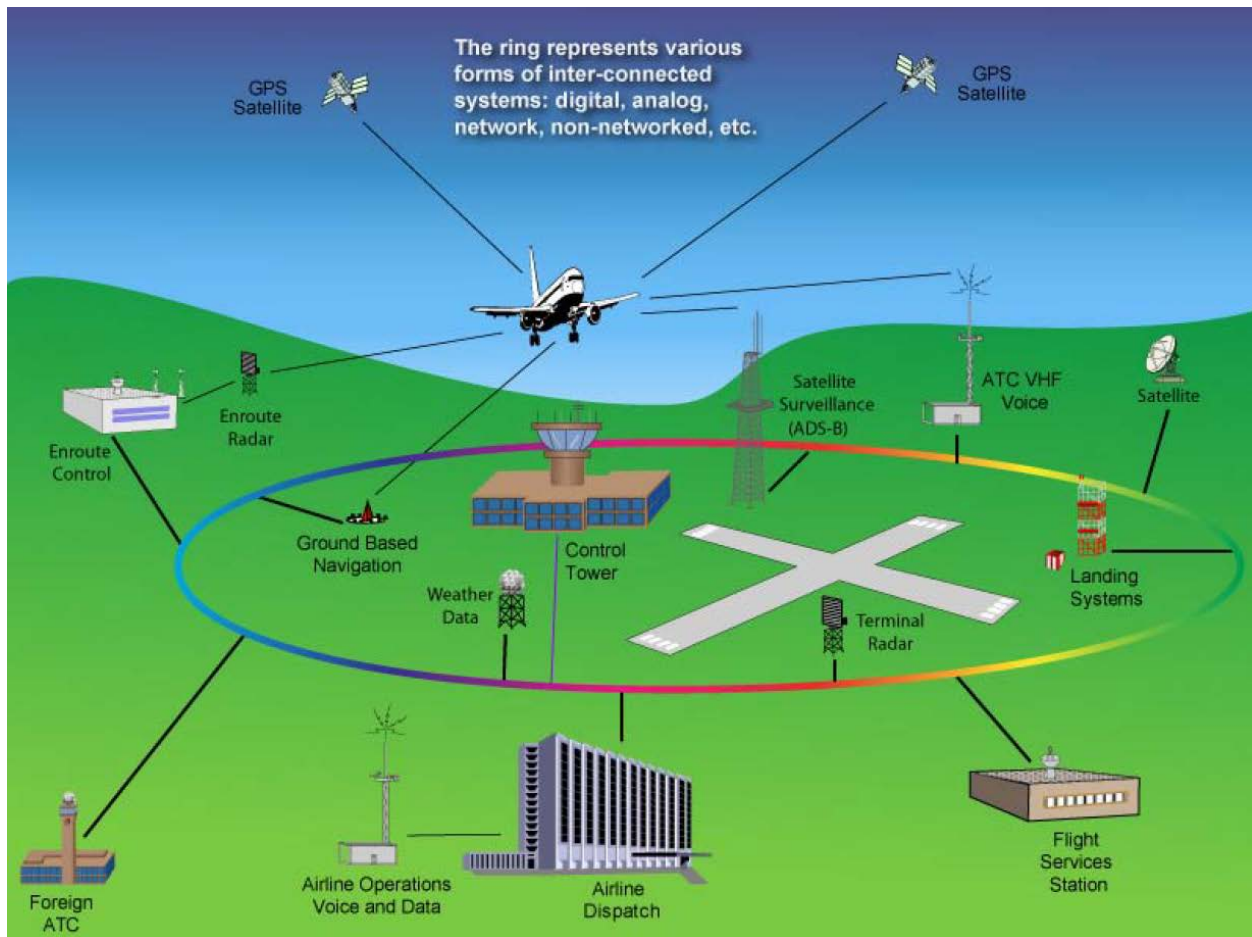 The ring represents various
forms of inter-connected
systems: digital, analog,
network, non-networked, etc.
GPS
Satellite
GPS
Satellite
Enroute
Control
Enroute
Radar
Satellite
Surveillance
(ADS-B)
ATC VHF
Voice
Satellite
Ground Based
Navigation
Control
Tower
Landing
Systems
Weather
Data
Terminal
Radar
Foreign
ATC
Airline Operations
Voice and Data
Airline
Dispatch
Flight
Services
Station